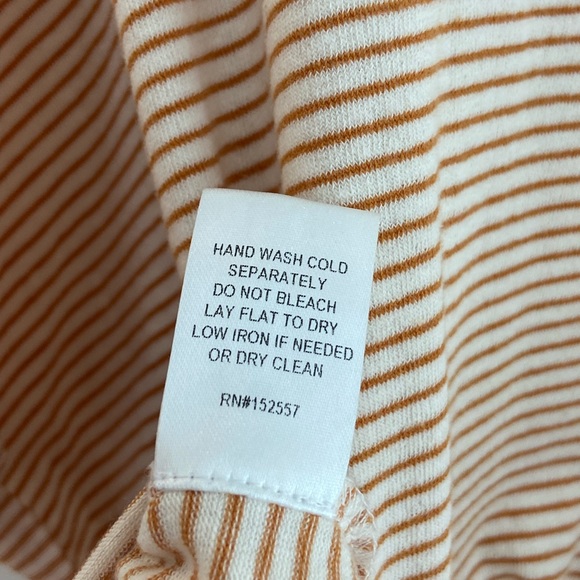 HAND WASH COLD
SEPARATELY
DO NOT BLEACH
LAY FLAT TO DRY
LOW IRON IF NEEDED
OR DRY CLEAN
RN#152557